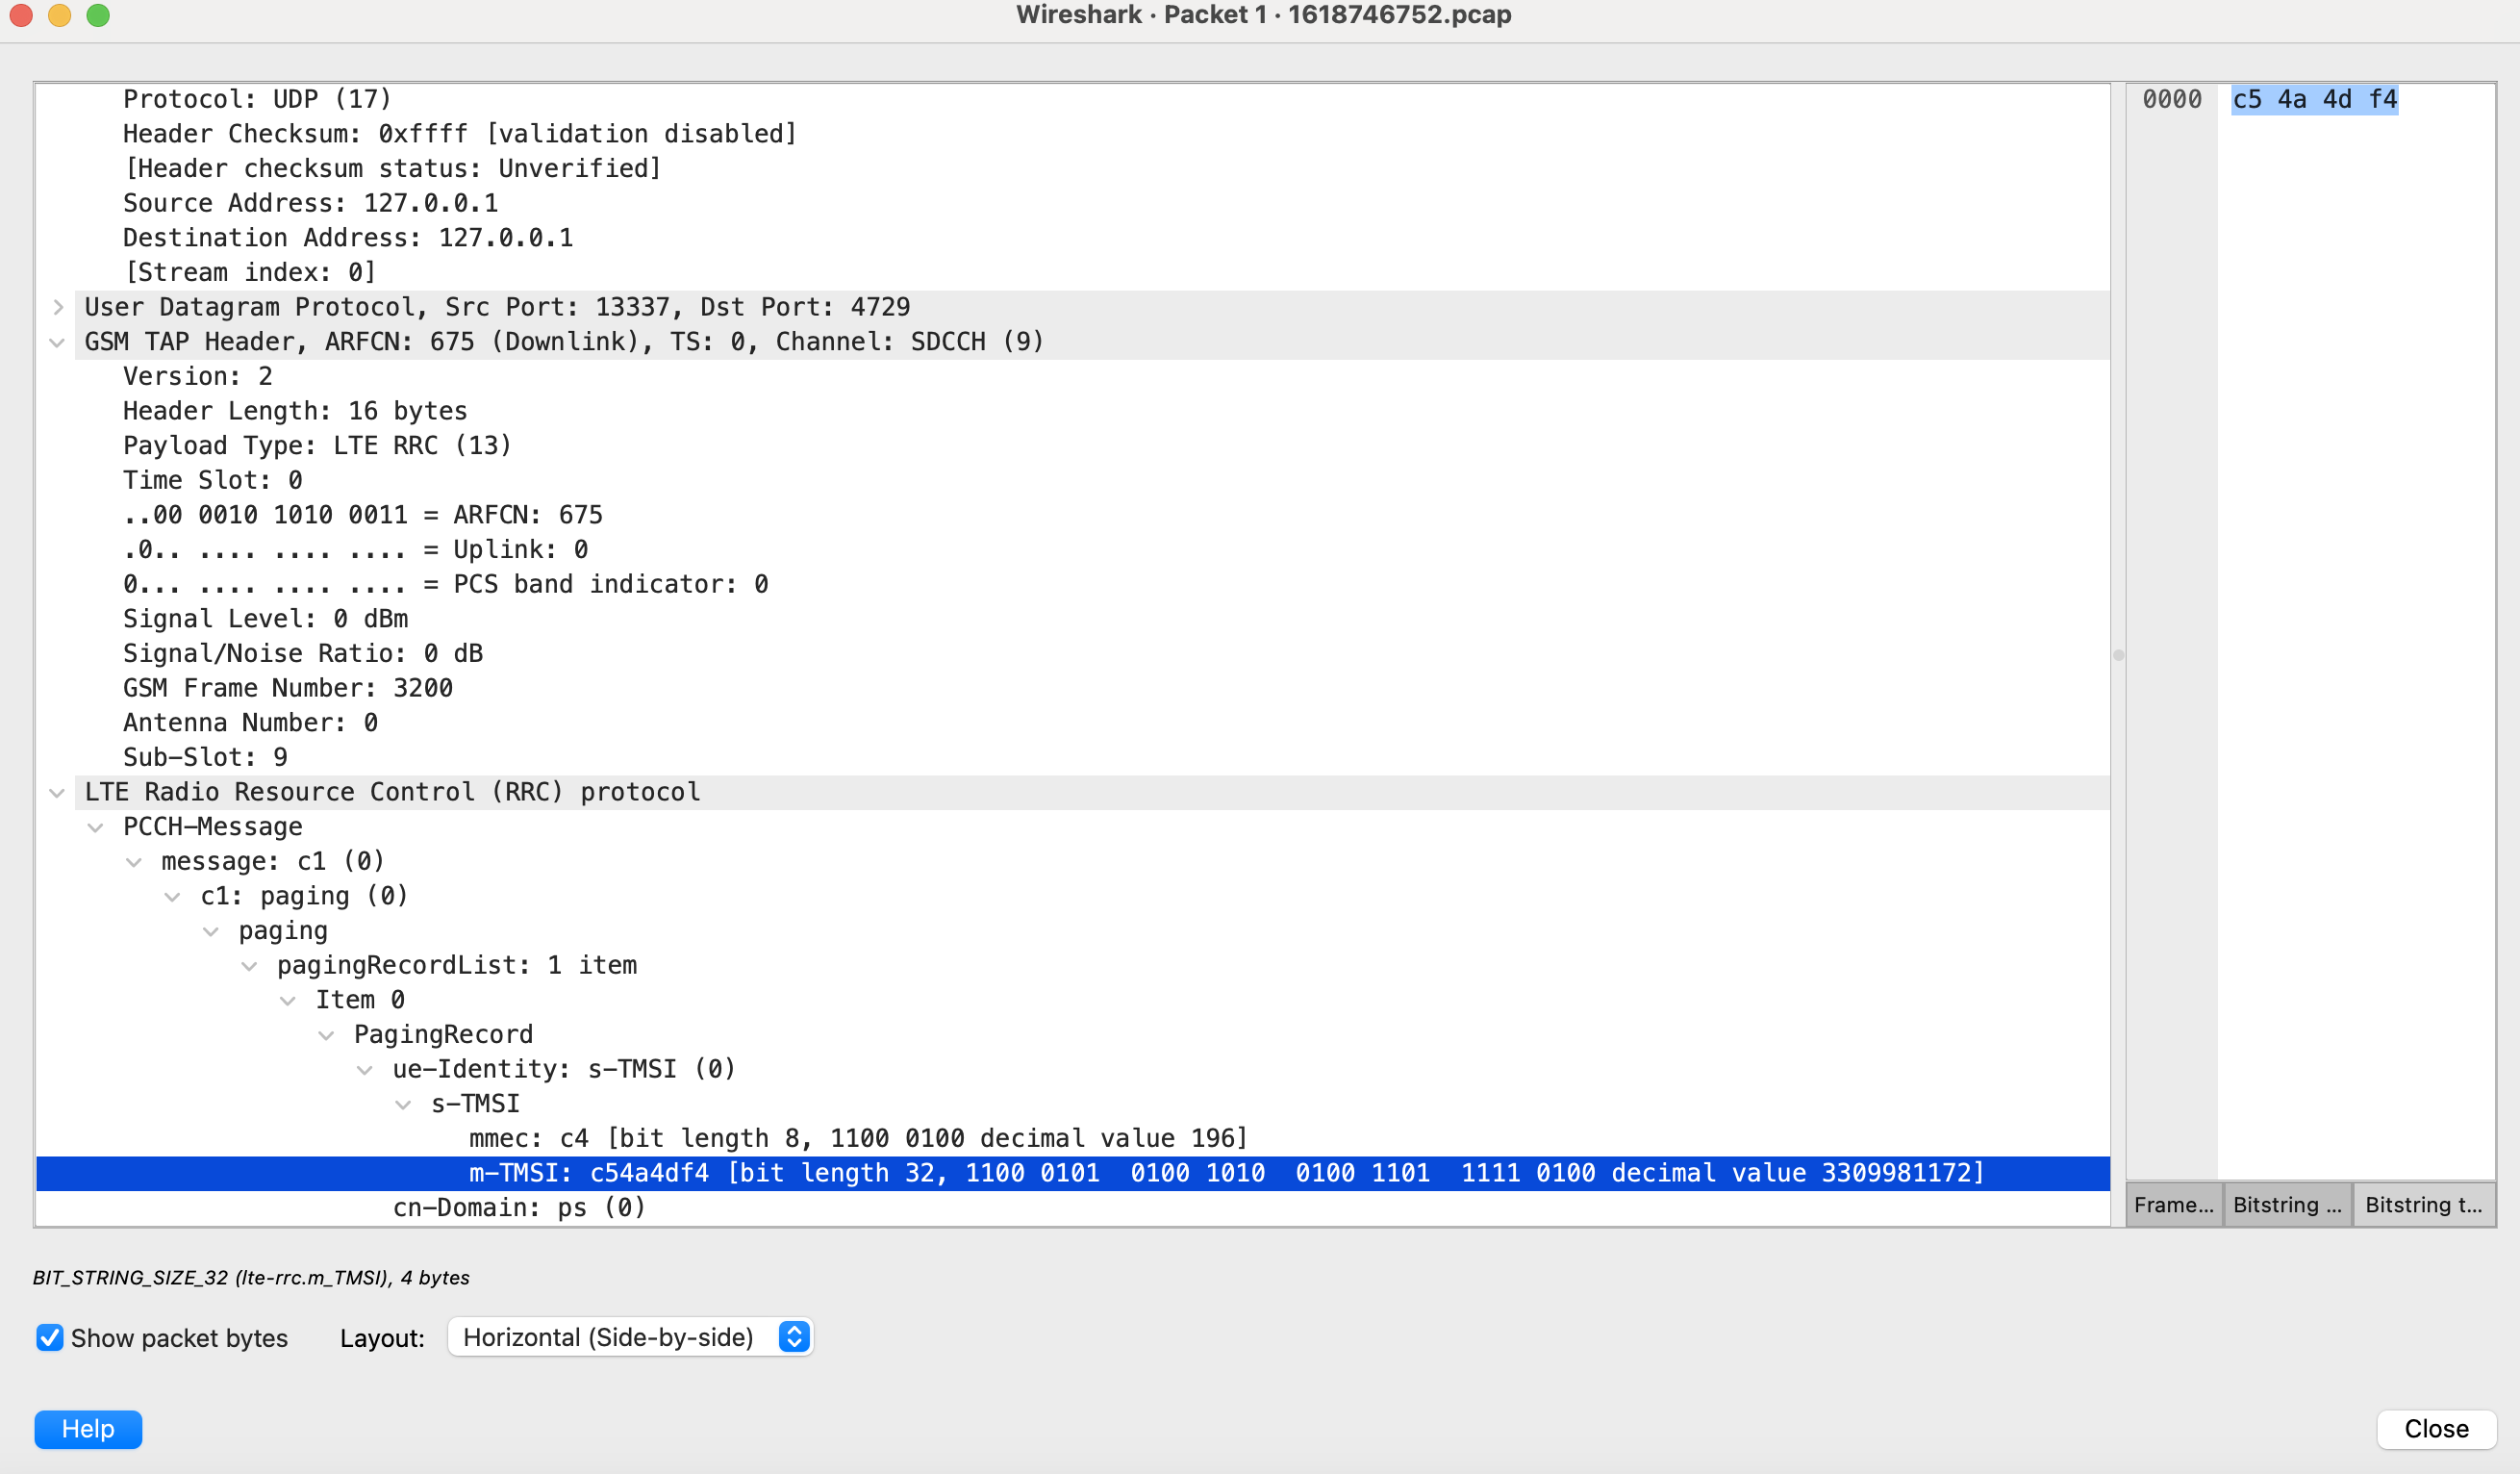 Wireshark · Packet 1 · 1618746752.pcap
Protocol: UDP (17)
Header Checksum: 0xffff [validation disabled]
[Header checksum status: Unverified]
Source Address: 127.0.0.1
Destination Address: 127.0.0.1
[Stream index: 0]
User Datagram Protocol, Src Port: 13337, Dst Port: 4729
GSM TAP Header, ARFCN: 675 (Downlink), TS: 0, Channel: SDCCH (9)
Version: 2
Header Length: 16 bytes
Payload Type: LTE RRC (13)
Time Slot: 0
..00 0010 1010 0011 = ARFCN: 675
.0.. .... .... .... = Uplink: 0
0... .... .... .... = PCS band indicator: 0
Signal Level: 0 dBm
Signal/Noise Ratio: 0 dB
GSM Frame Number: 3200
Antenna Number: 0
Sub-Slot: 9
LTE Radio Resource Control (RRC) protocol
PCCH-Message
message: c1 (0)
c1: paging (0)
paging
pagingRecordList: 1 item
Item 0
PagingRecord
ue-Identity: s-TMSI (0)
s-TMSI
mmec: c4 [bit length 8, 1100 0100 decimal value 196]
m-TMSI: c54a4df4 [bit length 32, 1100 0101  0100 1010  0100 1101  1111 0100 decimal value 3309981172]
cn-Domain: ps (0)
0000 c5 4a 4d f4
Frame... Bitstring ... Bitstring t...
BIT_STRING_SIZE_32 (lte-rrc.m_TMSI), 4 bytes
Show packet bytes Layout: Horizontal (Side-by-side)
Help Close